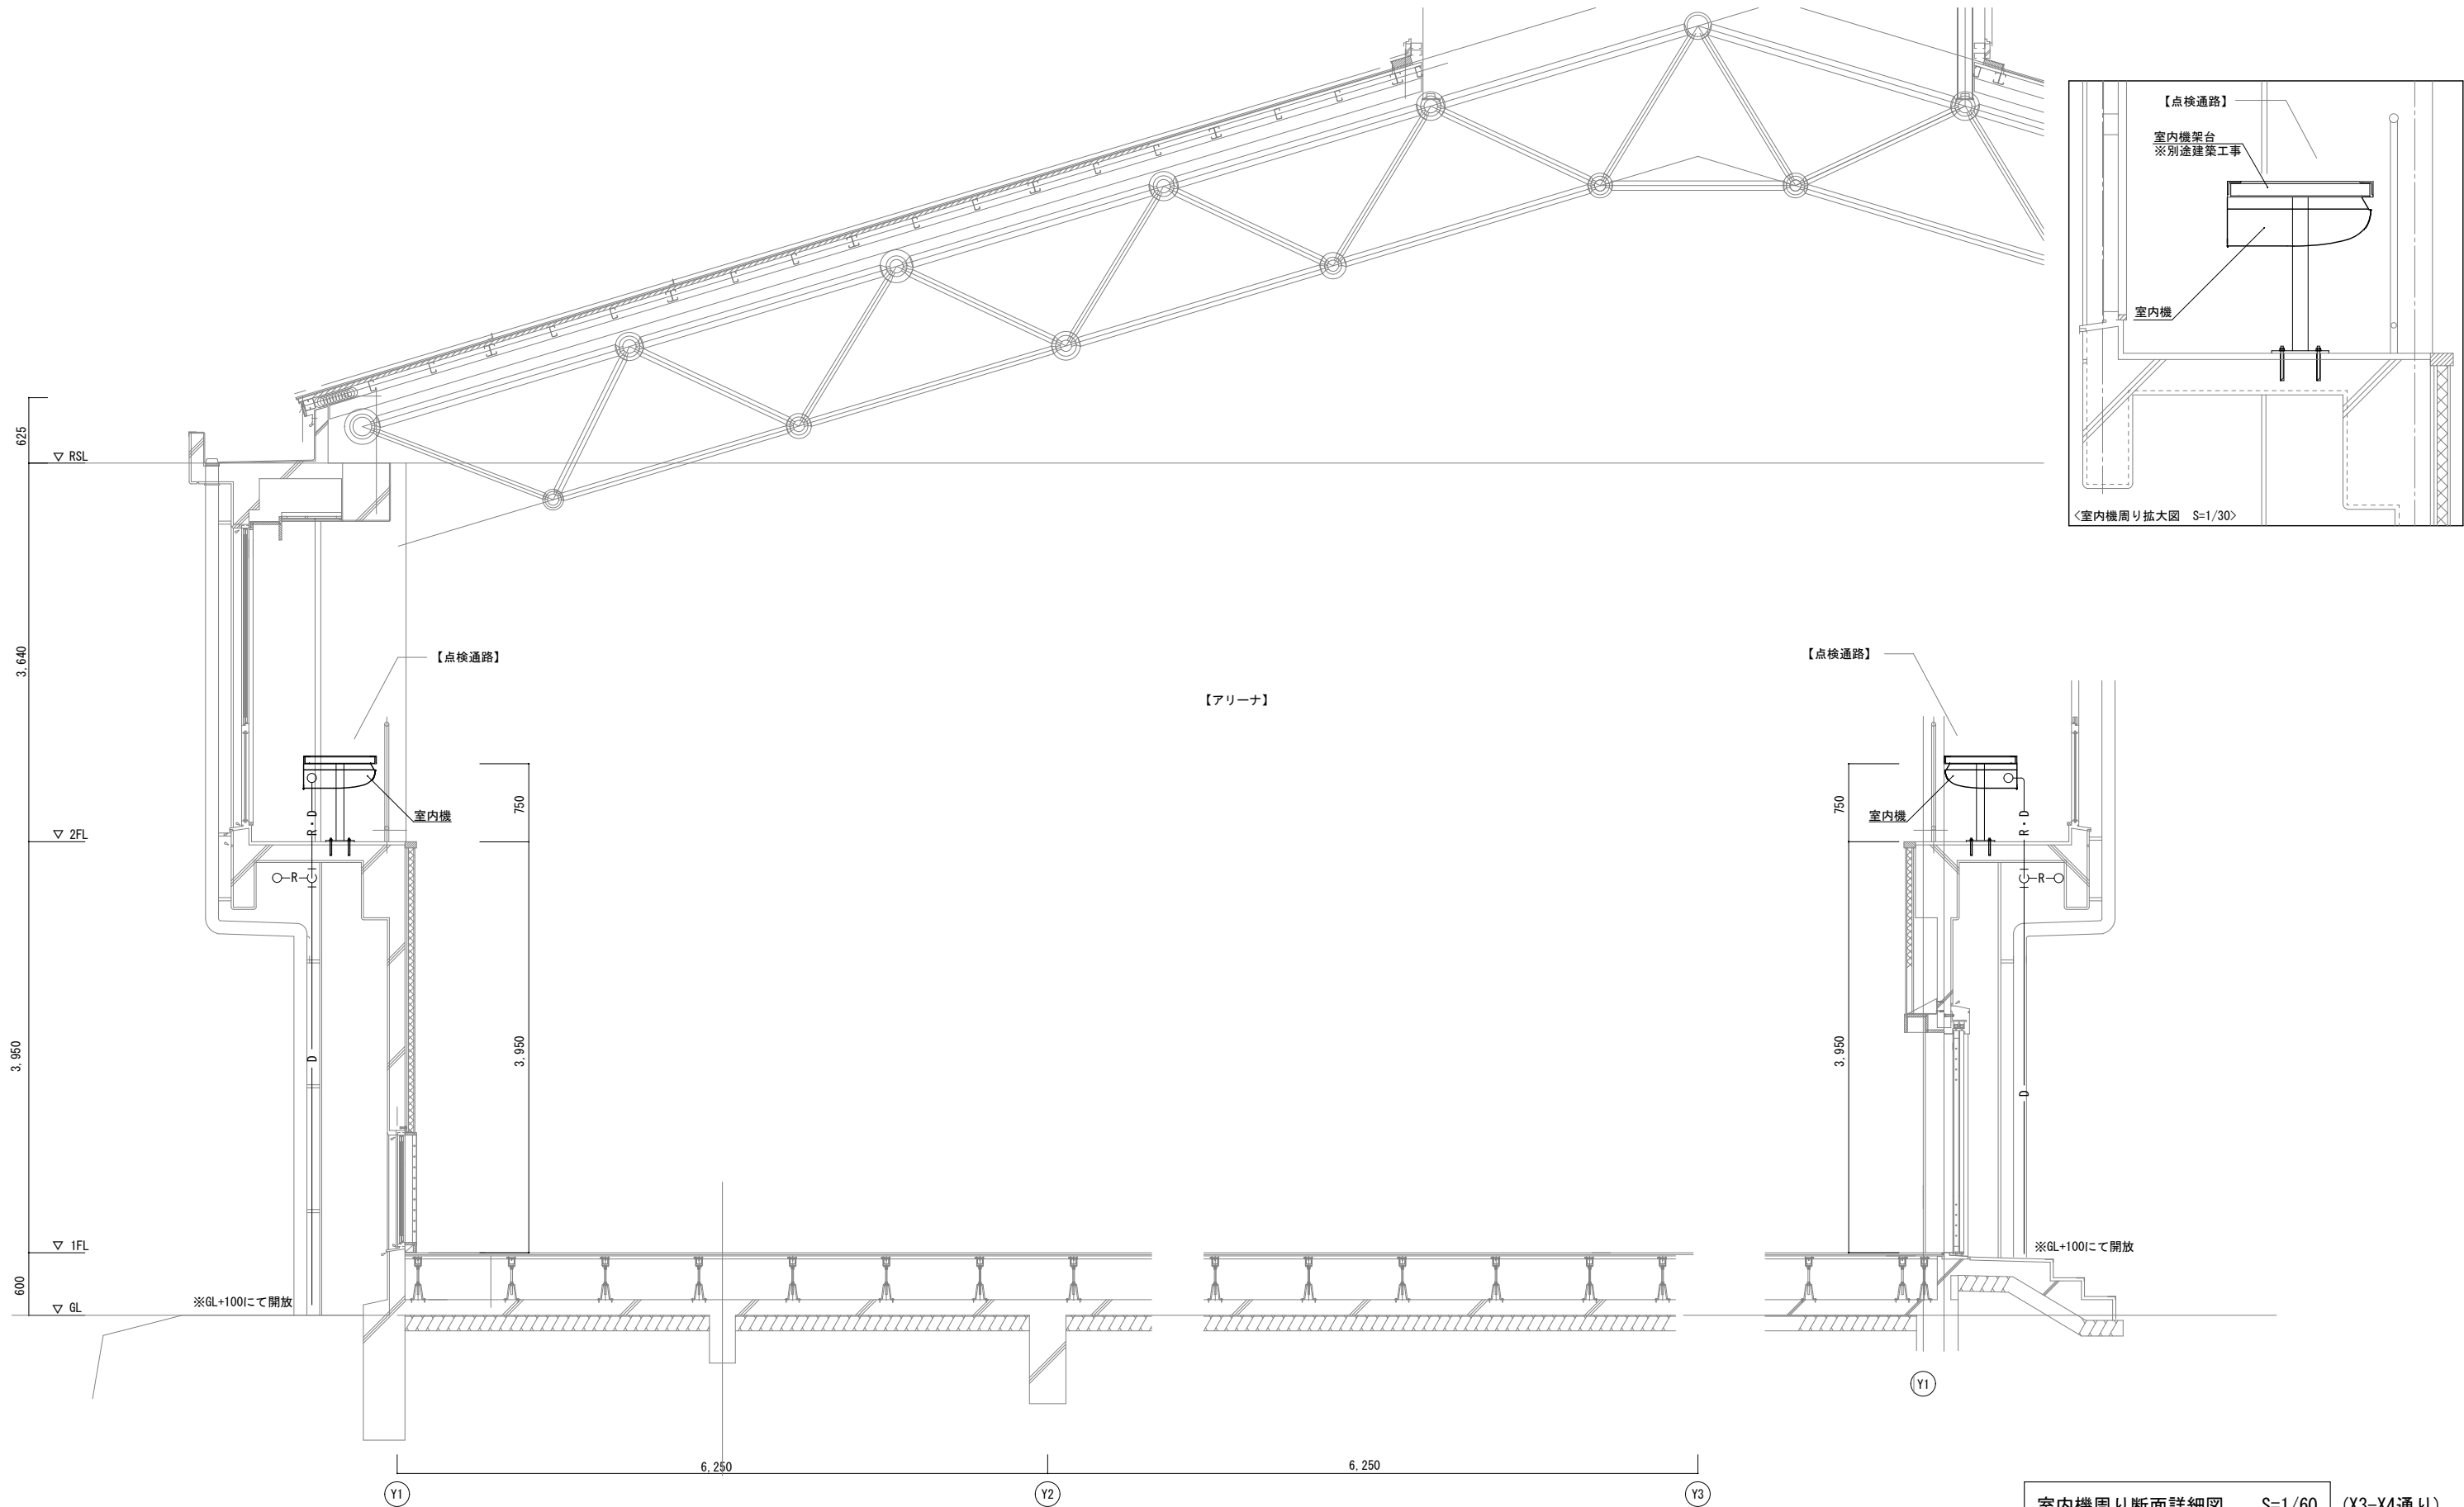 【点検通路】
室内機架台
※別途建築工事
室内機
<室内機周り拡大図 S=1/30>
625
▽ RSL
3,640
【点検通路】
【点検通路】
【アリーナ】
750
室内機
R・D
▽ 2FL
R
750
室内機
R・D
R
3,950
D
3,950
3,950
D
▽ 1FL
600
※GL+100にて開放
▽ GL
※GL+100にて開放
Y1
6,250
6,250
Y1
Y2
Y3
室内機周り断面詳細図 S=1/60
(X3-X4通り)